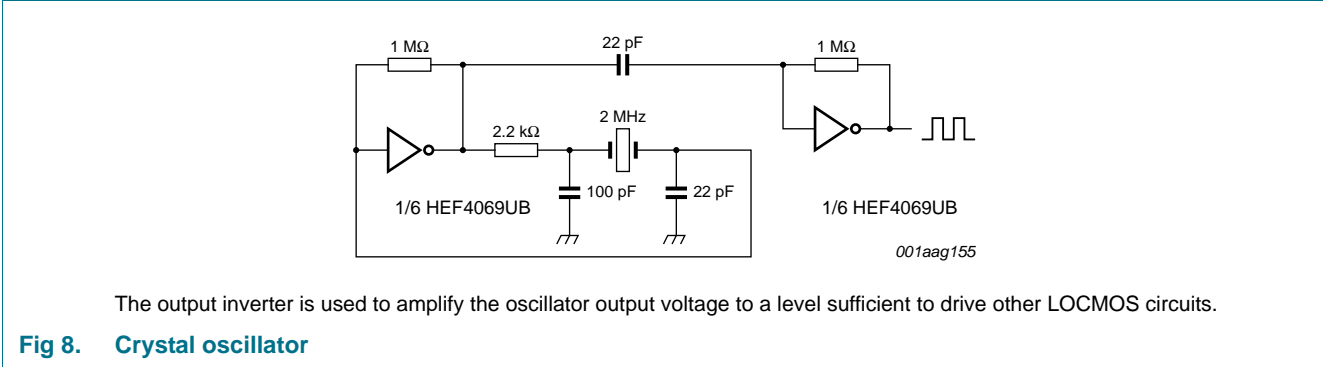 1 MΩ
22 pF
1 MΩ
2.2 kΩ
2 MHz
100 pF
22 pF
1/6 HEF4069UB
1/6 HEF4069UB
001aag155
The output inverter is used to amplify the oscillator output voltage to a level sufficient to drive other LOCMOS circuits.
Fig 8. Crystal oscillator